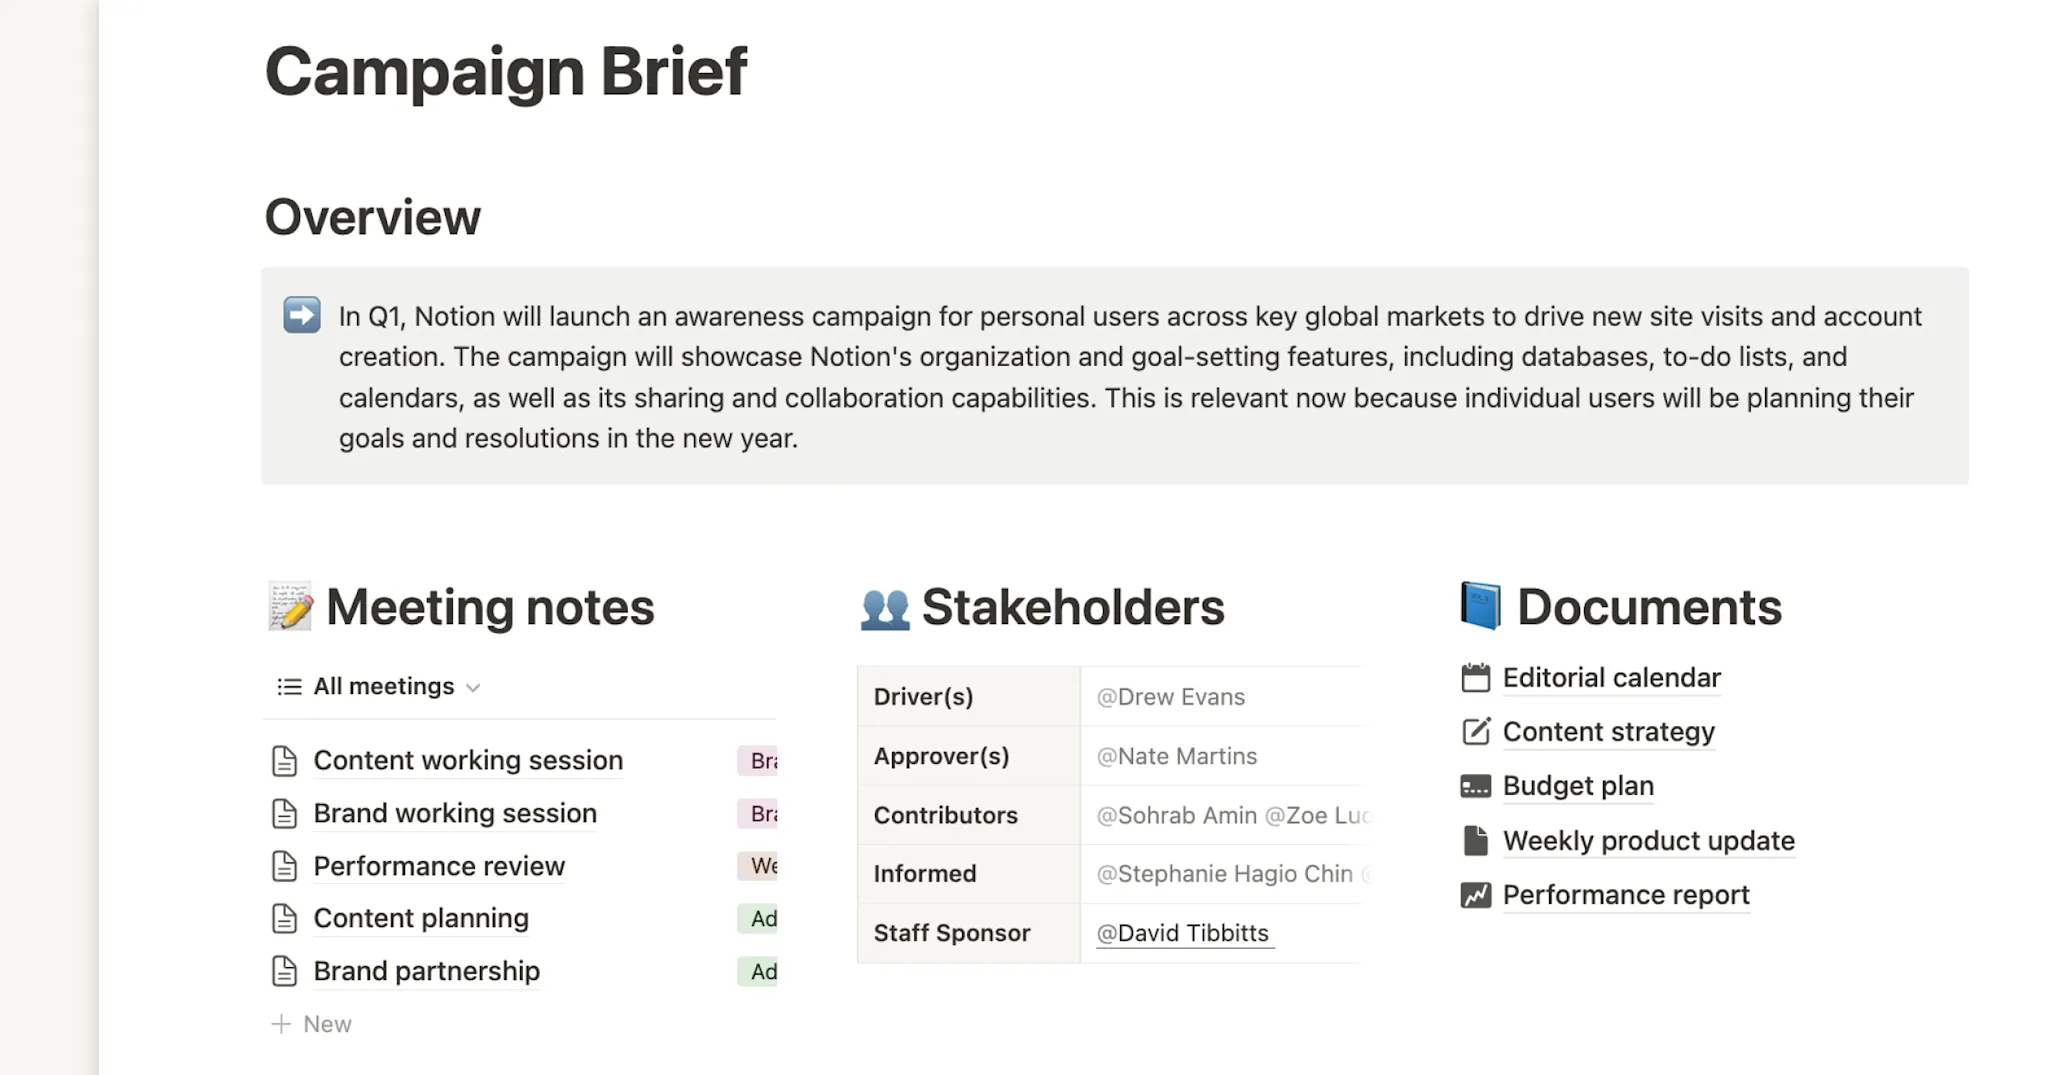 Campaign Brief
Overview
In Q1, Notion will launch an awareness campaign for personal users across key global markets to drive new site visits and account
creation. The campaign will showcase Notion's organization and goal-setting features, including databases, to-do lists, and
calendars, as well as its sharing and collaboration capabilities. This is relevant now because individual users will be planning their
goals and resolutions in the new year.
Meeting notes
All meetings
Content working session Bra
Brand working session Bra
Performance review We
Content planning Ad
Brand partnership Ad
New
Stakeholders
Driver(s) @Drew Evans
Approver(s) @Nate Martins
Contributors @Sohrab Amin @Zoe
Informed @Stephanie Hagio Chin
Staff Sponsor @David Tibbitts
Documents
Editorial calendar
Content strategy
Budget plan
Weekly product update
Performance report